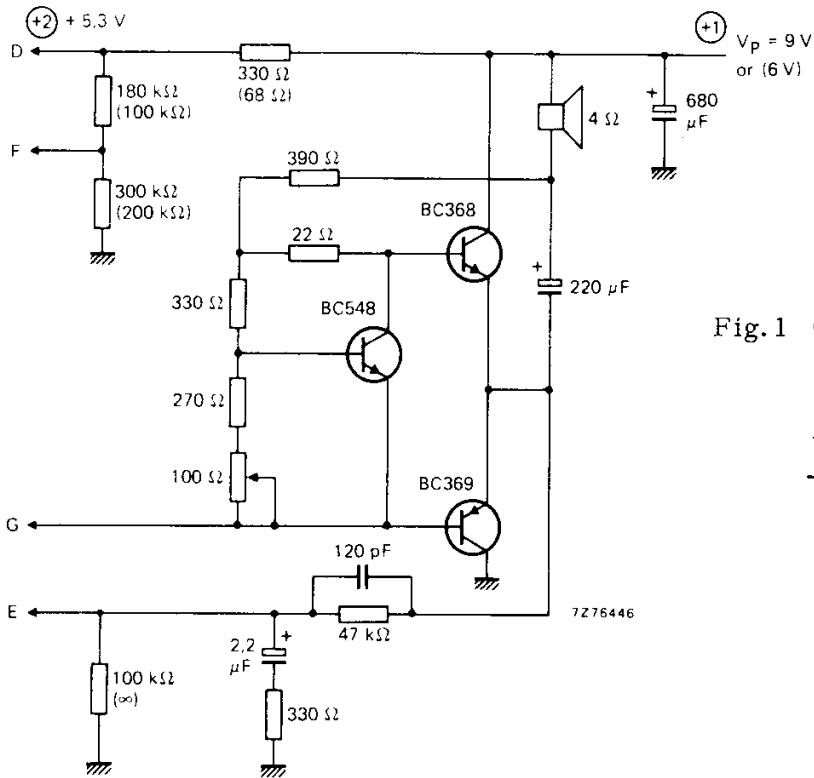 +2 + 5,3 V
+1 VP = 9 V
or (6 V)
D
330 Ω
(68 Ω)
180 kΩ
(100 kΩ)
4 Ω
+ 680
μF
F
390 Ω
300 kΩ
(200 kΩ)
BC368
22 Ω
+
220 μF
330 Ω
BC548
Fig. 1
270 Ω
100 Ω
BC369
G
120 pF
E
47 kΩ
7Z76446
2,2 +
μF
100 kΩ
(∞)
330 Ω